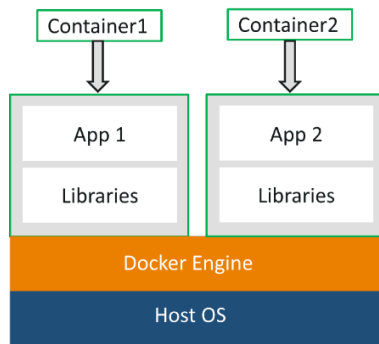 Container1
Container2
App 1
App 2
Libraries
Libraries
Docker Engine
Host OS